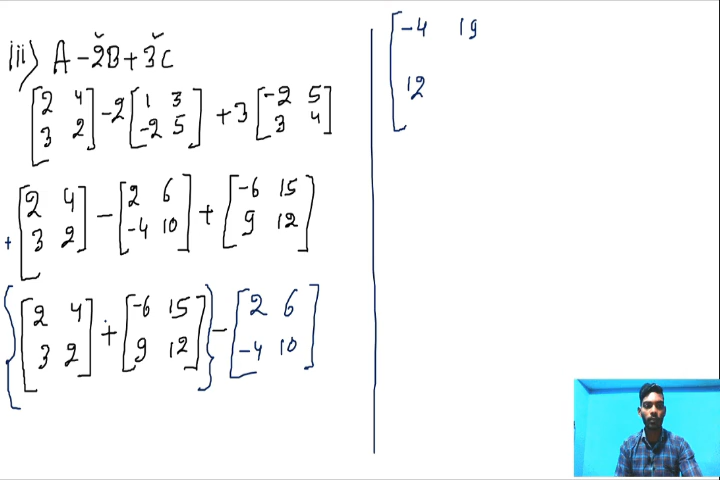 iii) A - 2B + 3C
[2 4
3 2] - 2 [1 3
-2 5] + 3 [-2 5
3 4]
[2 4
+ 3 2] - [2 6
-4 10] + [-6 15
9 12]
{[2 4
3 2] + [-6 15
9 12]} - [2 6
-4 10]
[-4 19
12